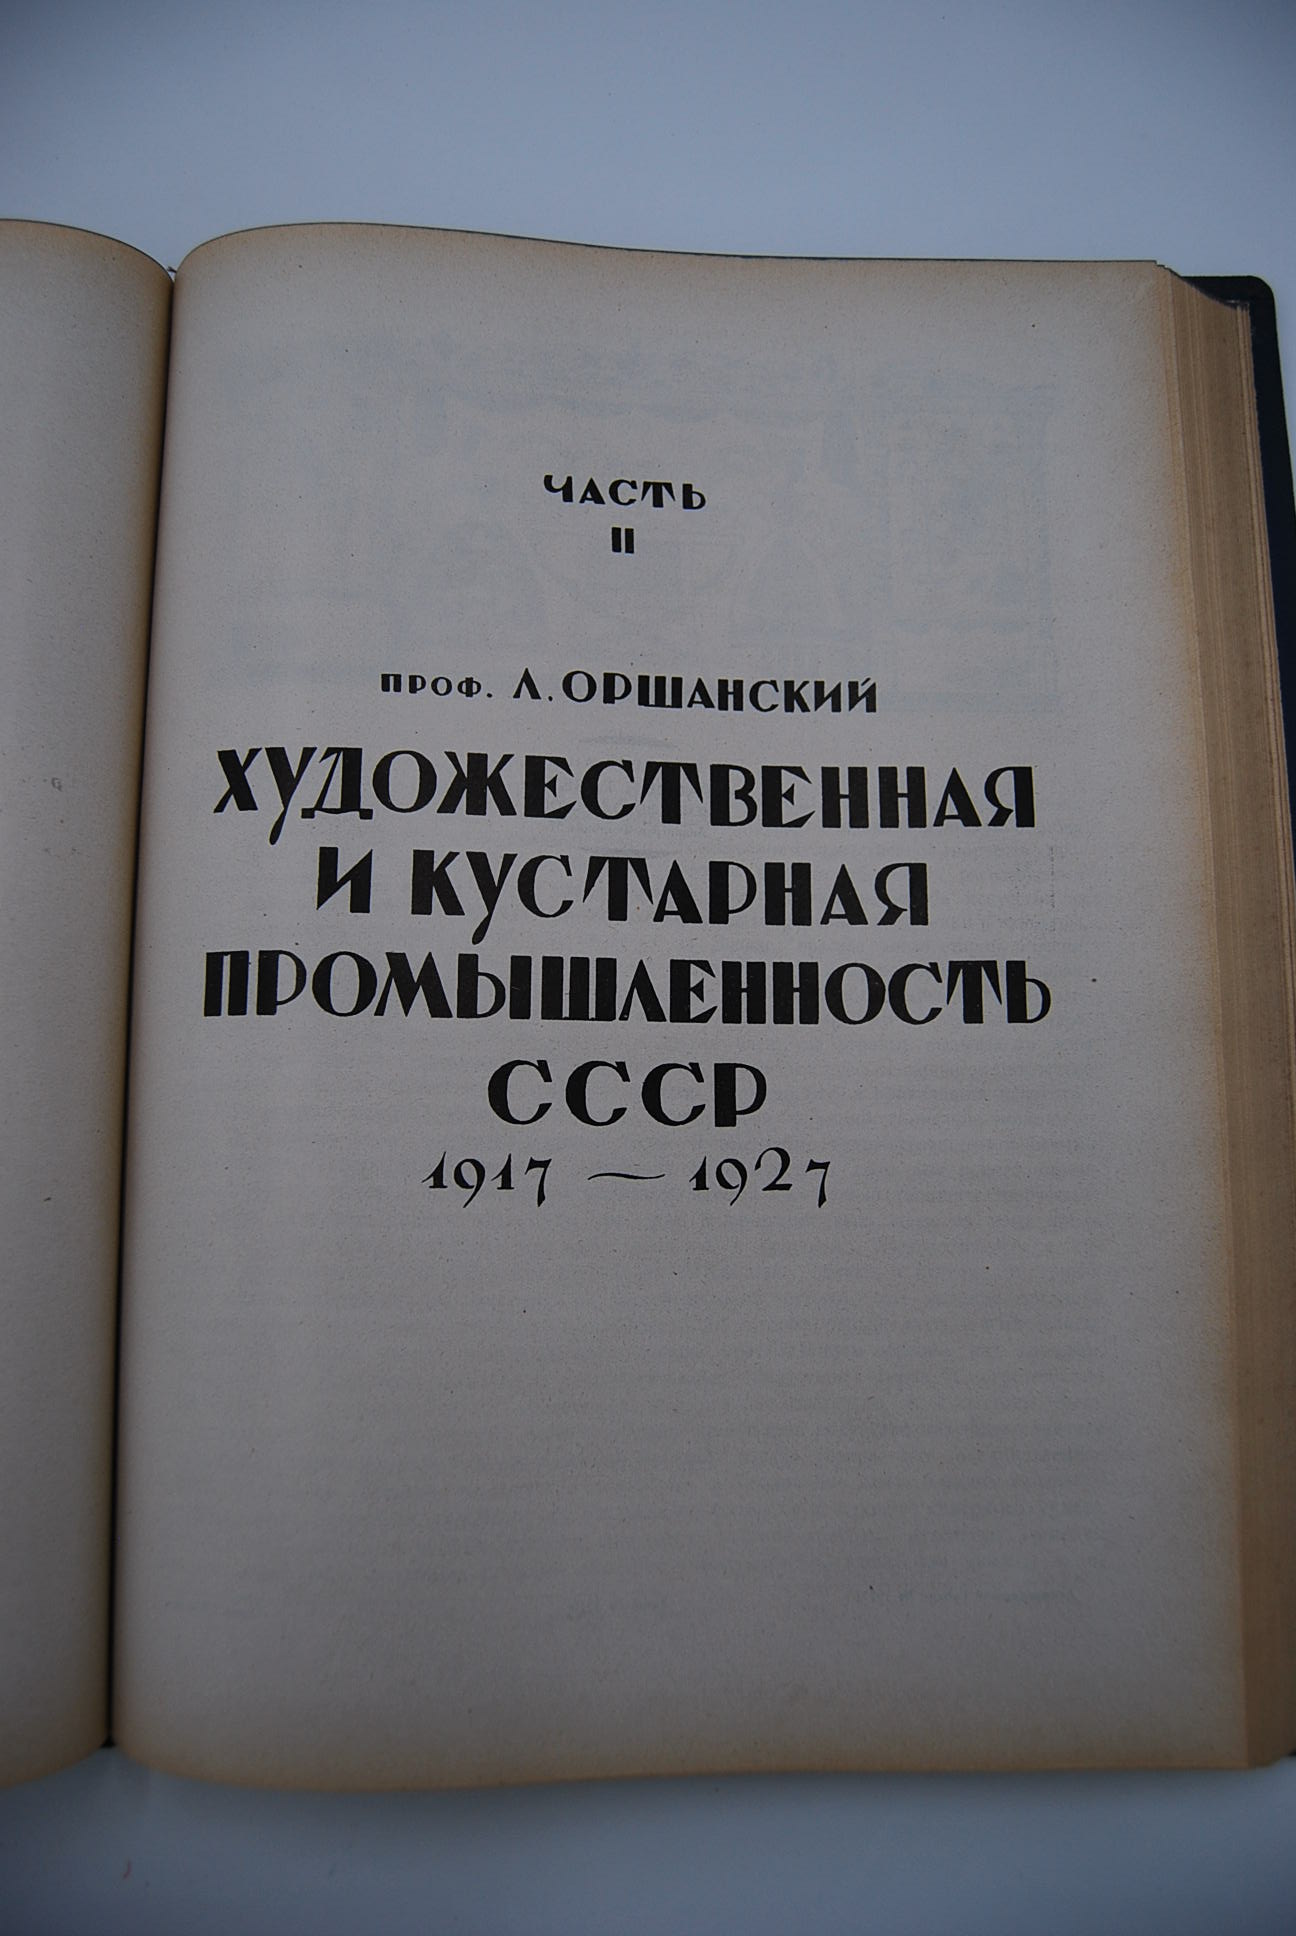 ЧАСТЬ
II
ПРОФ. Л. ОРШАНСКИЙ
ХУДОЖЕСТВЕННАЯ
И КУСТАРНАЯ
ПРОМЫШЛЕННОСТЬ
СССР
1917 — 1927